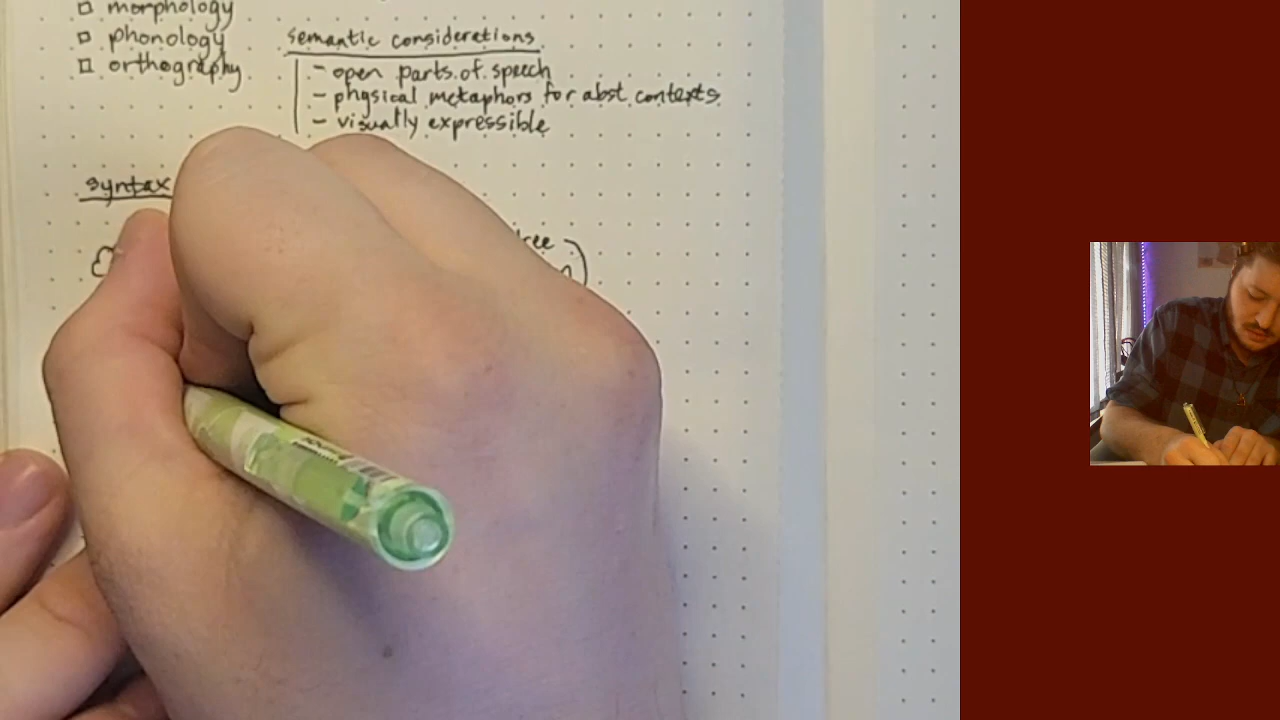 morphology
phonology
orthography
semantic considerations
- open parts of speech
- physical metaphors for abst. contexts
- visually expressible
syntax